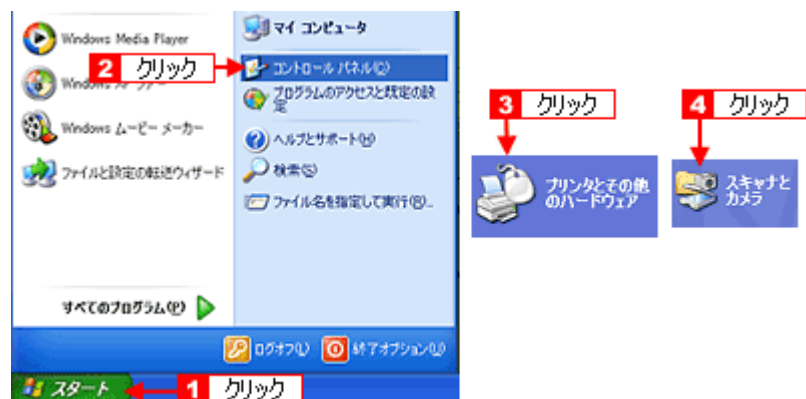 Windows Media Player
Windows
Windows ムービー メーカー
ファイルと設定の転送ウィザード
すべてのプログラム(P)
マイ コンピュータ
2 クリック
コントロール パネル(C)
プログラムのアクセスと既定の設
定
ヘルプとサポート(H)
検索(S)
ファイル名を指定して実行(R)...
ログオフ(L)
終了オプション(U)
スタート
1 クリック
3 クリック
プリンタとその他
のハードウェア
4 クリック
スキャナと
カメラ